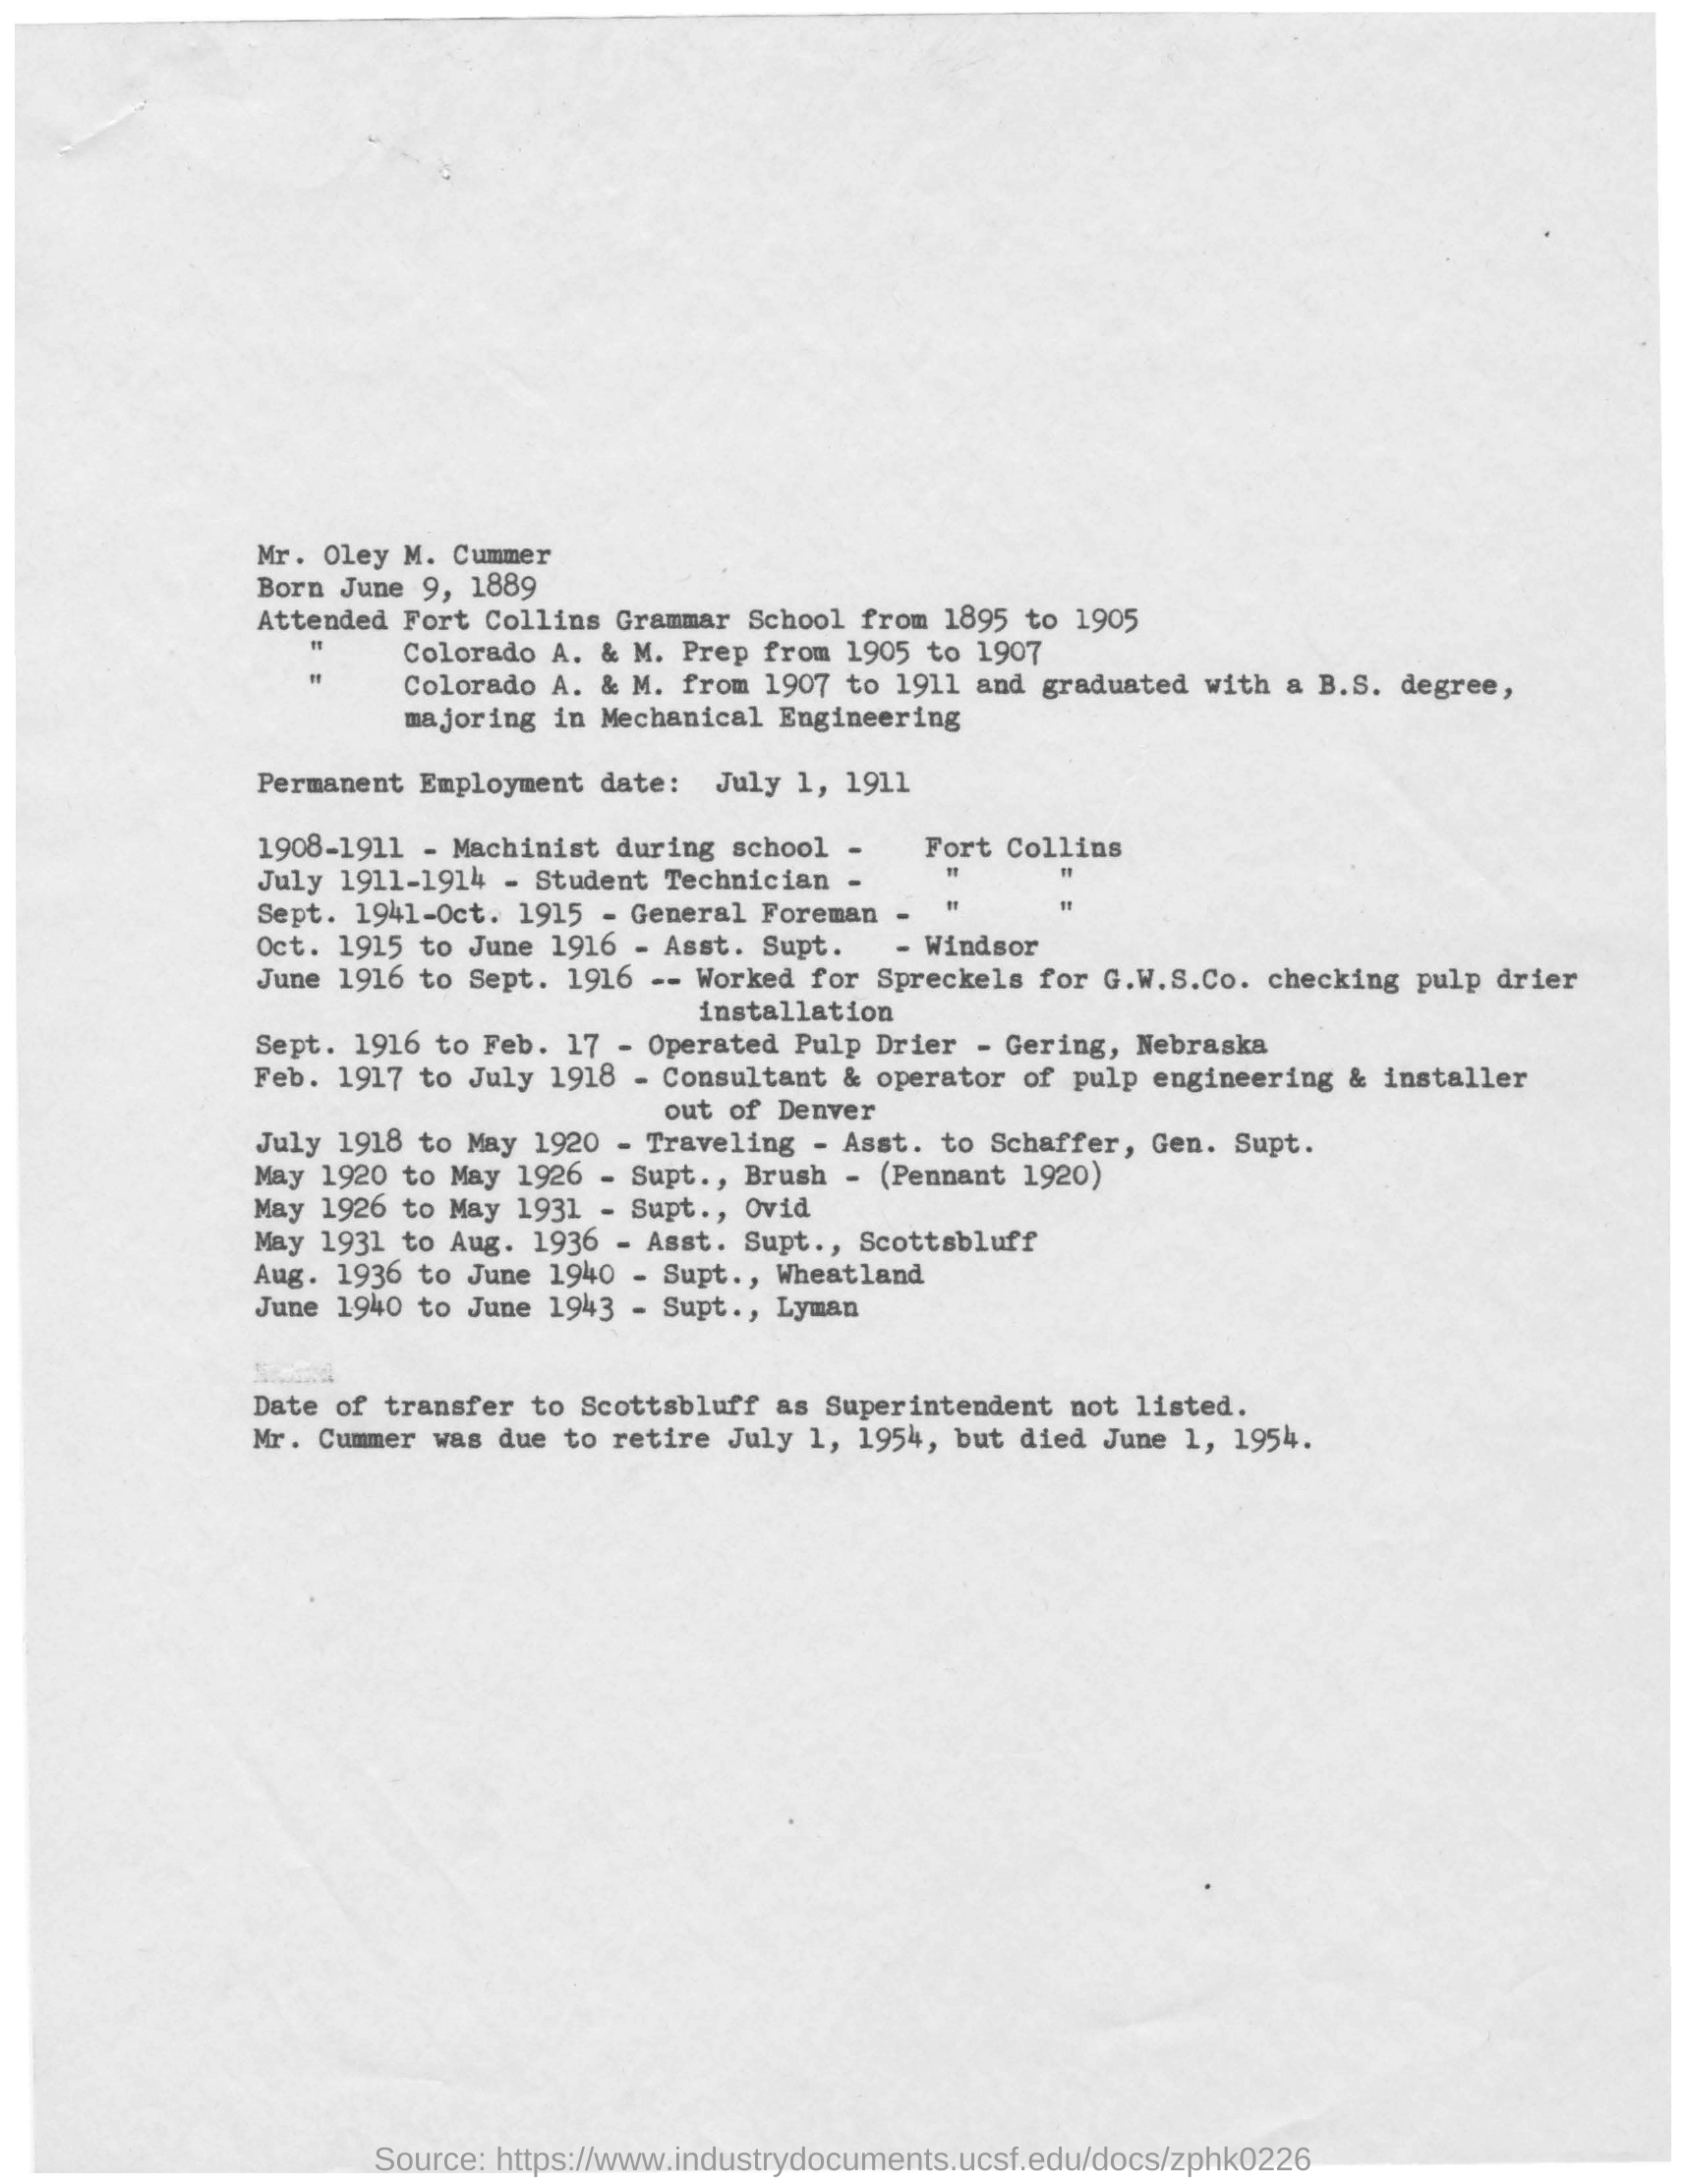 Mr. Oley M. Cummer
Born June 9, 1889
Attended Fort Collins Grammar School from 1895 to 1905
" Colorado A. & M. Prep from 1905 to 1907
" Colorado A. & M. from 1907 to 1911 and graduated with a B.S. degree,
majoring in Mechanical Engineering
Permanent Employment date: July 1, 1911
1908-1911 - Machinist during school - Fort Collins
July 1911-1914 - Student Technician - " "
Sept. 1941-Oct. 1915 - General Foreman - " "
Oct. 1915 to June 1916 - Asst. Supt. - Windsor
June 1916 to Sept. 1916 -- Worked for Spreckels for G.W.S.Co. checking pulp drier
installation
Sept. 1916 to Feb. 17 - Operated Pulp Drier - Gering, Nebraska
Feb. 1917 to July 1918 - Consultant & operator of pulp engineering & installer
out of Denver
July 1918 to May 1920 - Traveling - Asst. to Schaffer, Gen. Supt.
May 1920 to May 1926 - Supt., Brush - (Pennant 1920)
May 1926 to May 1931 - Supt., Ovid
May 1931 to Aug. 1936 - Asst. Supt., Scottsbluff
Aug. 1936 to June 1940 - Supt., Wheatland
June 1940 to June 1943 - Supt., Lyman
Date of transfer to Scottsbluff as Superintendent not listed.
Mr. Cummer was due to retire July 1, 1954, but died June 1, 1954.
Source: https://www.industrydocuments.ucsf.edu/docs/zphk0226